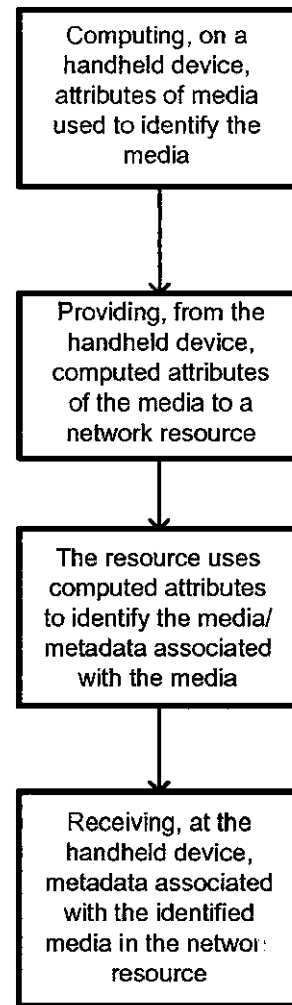 Computing, on a
handheld device,
attributes of media
used to identify the
media
Providing, from the
handheld device,
computed attributes
of the media to a
network resource
The resource uses
computed attributes
to identify the media/
metadata associated
with the media
Receiving, at the
handheld device,
metadata associated
with the identified
media in the network
resource